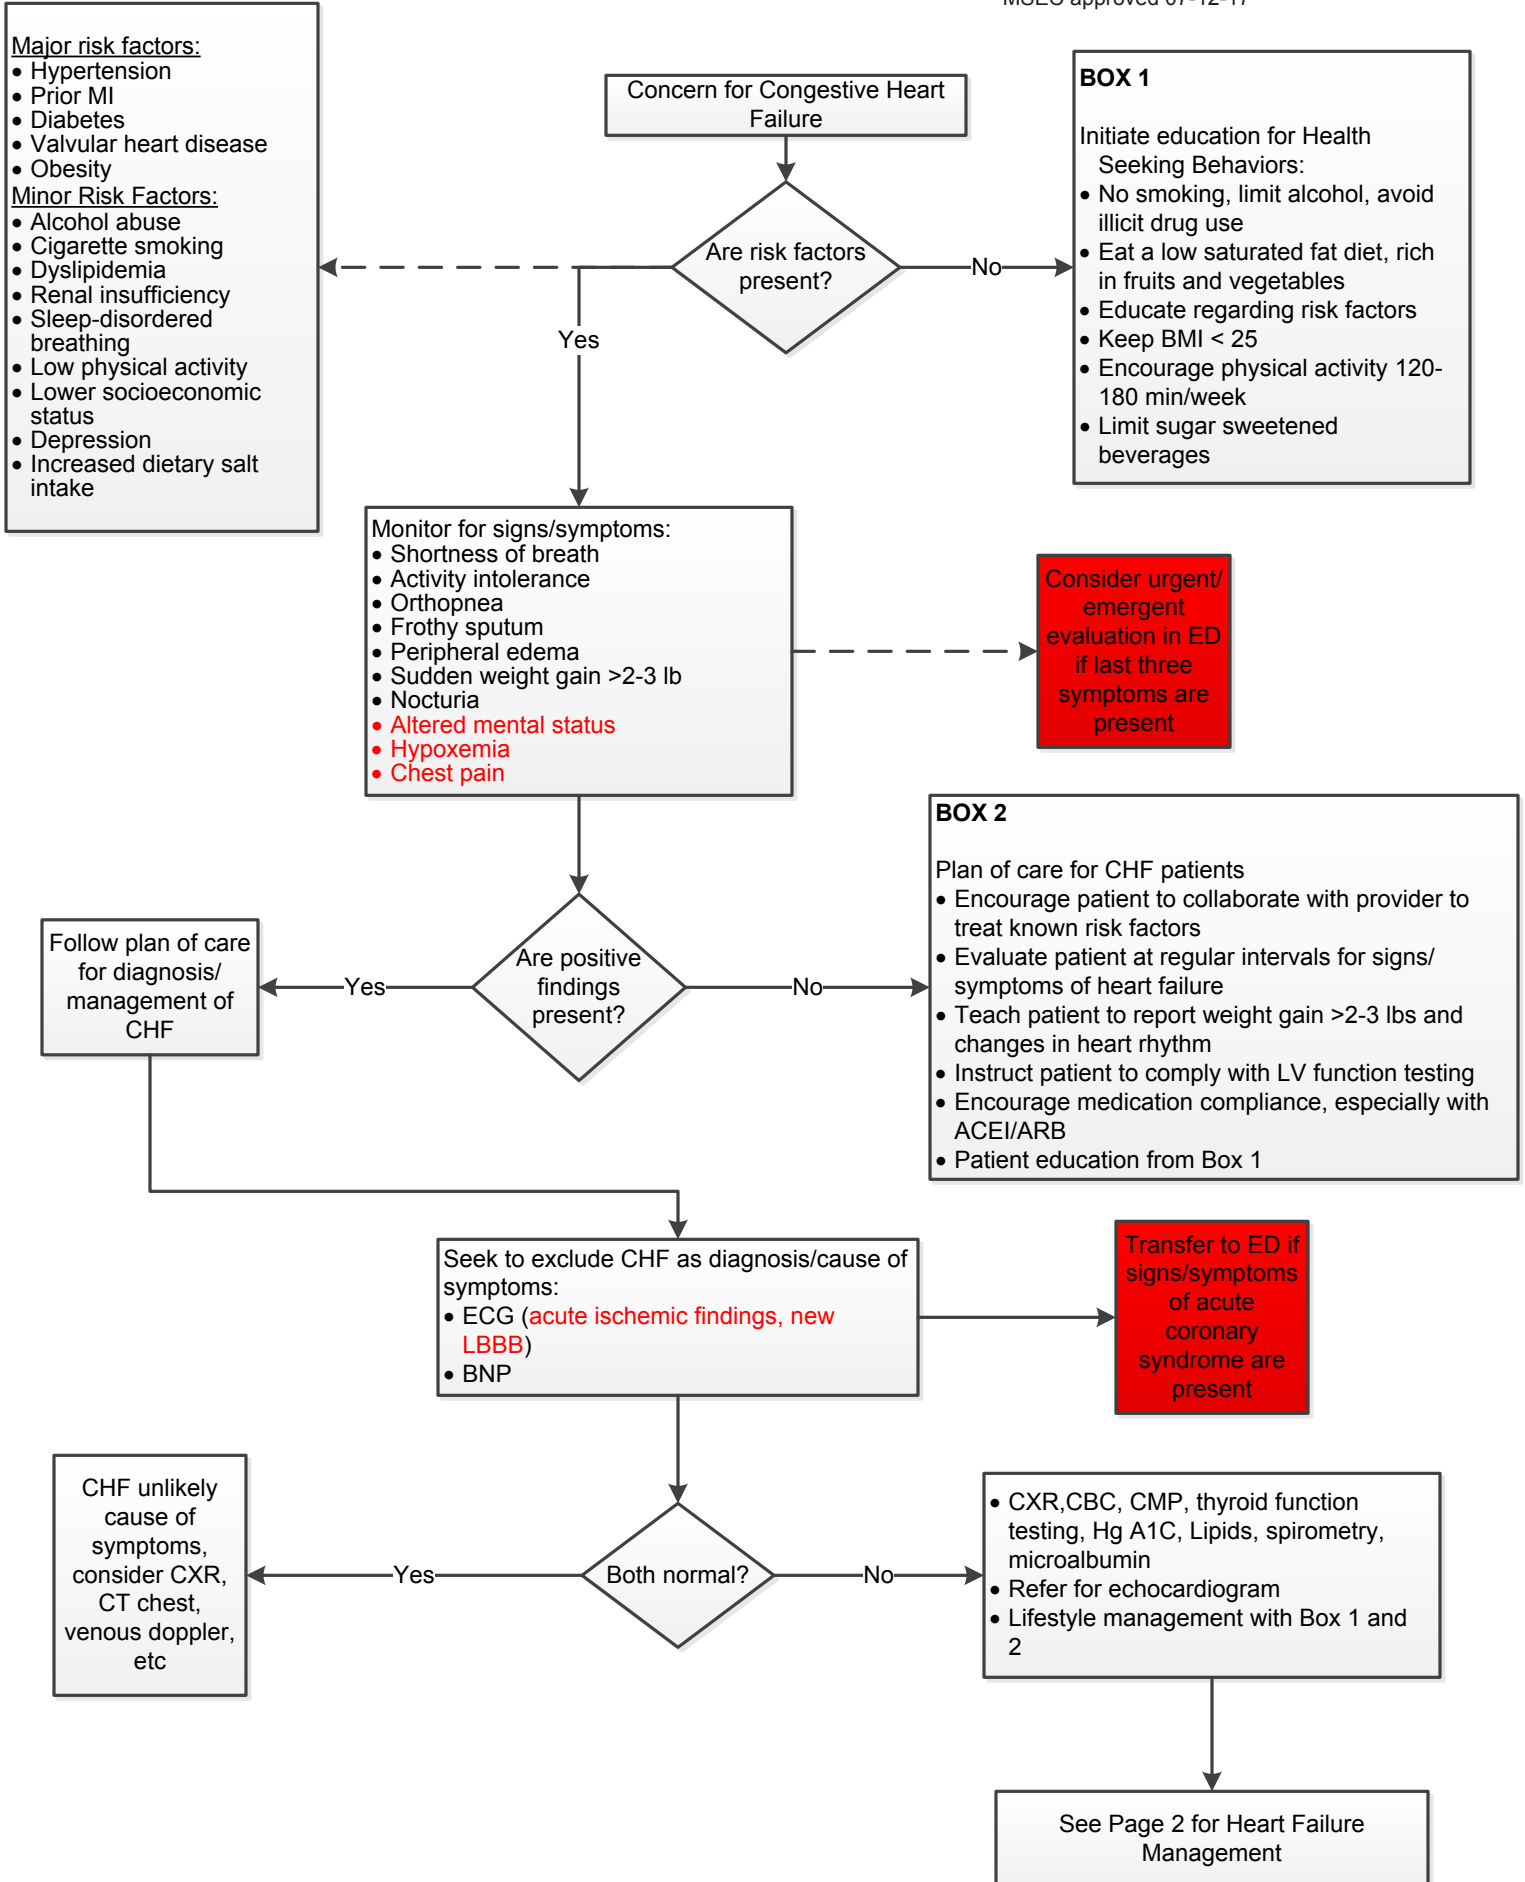 MSEC approved 07-12-17
Major risk factors:
• Hypertension
• Prior MI
• Diabetes
• Valvular heart disease
• Obesity
Minor Risk Factors:
• Alcohol abuse
• Cigarette smoking
• Dyslipidemia
• Renal insufficiency
• Sleep-disordered
breathing
• Low physical activity
• Lower socioeconomic
status
• Depression
• Increased dietary salt
intake
Concern for Congestive Heart
Failure
Are risk factors
present?
No
Yes
BOX 1
Initiate education for Health
Seeking Behaviors:
• No smoking, limit alcohol, avoid
illicit drug use
• Eat a low saturated fat diet, rich
in fruits and vegetables
• Educate regarding risk factors
• Keep BMI < 25
• Encourage physical activity 120-
180 min/week
• Limit sugar sweetened
beverages
Monitor for signs/symptoms:
• Shortness of breath
• Activity intolerance
• Orthopnea
• Frothy sputum
• Peripheral edema
• Sudden weight gain >2-3 lb
• Nocturia
• Altered mental status
• Hypoxemia
• Chest pain
Consider urgent/
emergent
evaluation in ED
if last three
symptoms are
present
Are positive
findings
present?
Yes
No
Follow plan of care
for diagnosis/
management of
CHF
BOX 2
Plan of care for CHF patients
• Encourage patient to collaborate with provider to
treat known risk factors
• Evaluate patient at regular intervals for signs/
symptoms of heart failure
• Teach patient to report weight gain >2-3 lbs and
changes in heart rhythm
• Instruct patient to comply with LV function testing
• Encourage medication compliance, especially with
ACEI/ARB
• Patient education from Box 1
Seek to exclude CHF as diagnosis/cause of
symptoms:
• ECG (acute ischemic findings, new
LBBB)
• BNP
Transfer to ED if
signs/symptoms
of acute
coronary
syndrome are
present
Both normal?
Yes
No
CHF unlikely
cause of
symptoms,
consider CXR,
CT chest,
venous doppler,
etc
• CXR,CBC, CMP, thyroid function
testing, Hg A1C, Lipids, spirometry,
microalbumin
• Refer for echocardiogram
• Lifestyle management with Box 1 and
2
See Page 2 for Heart Failure
Management